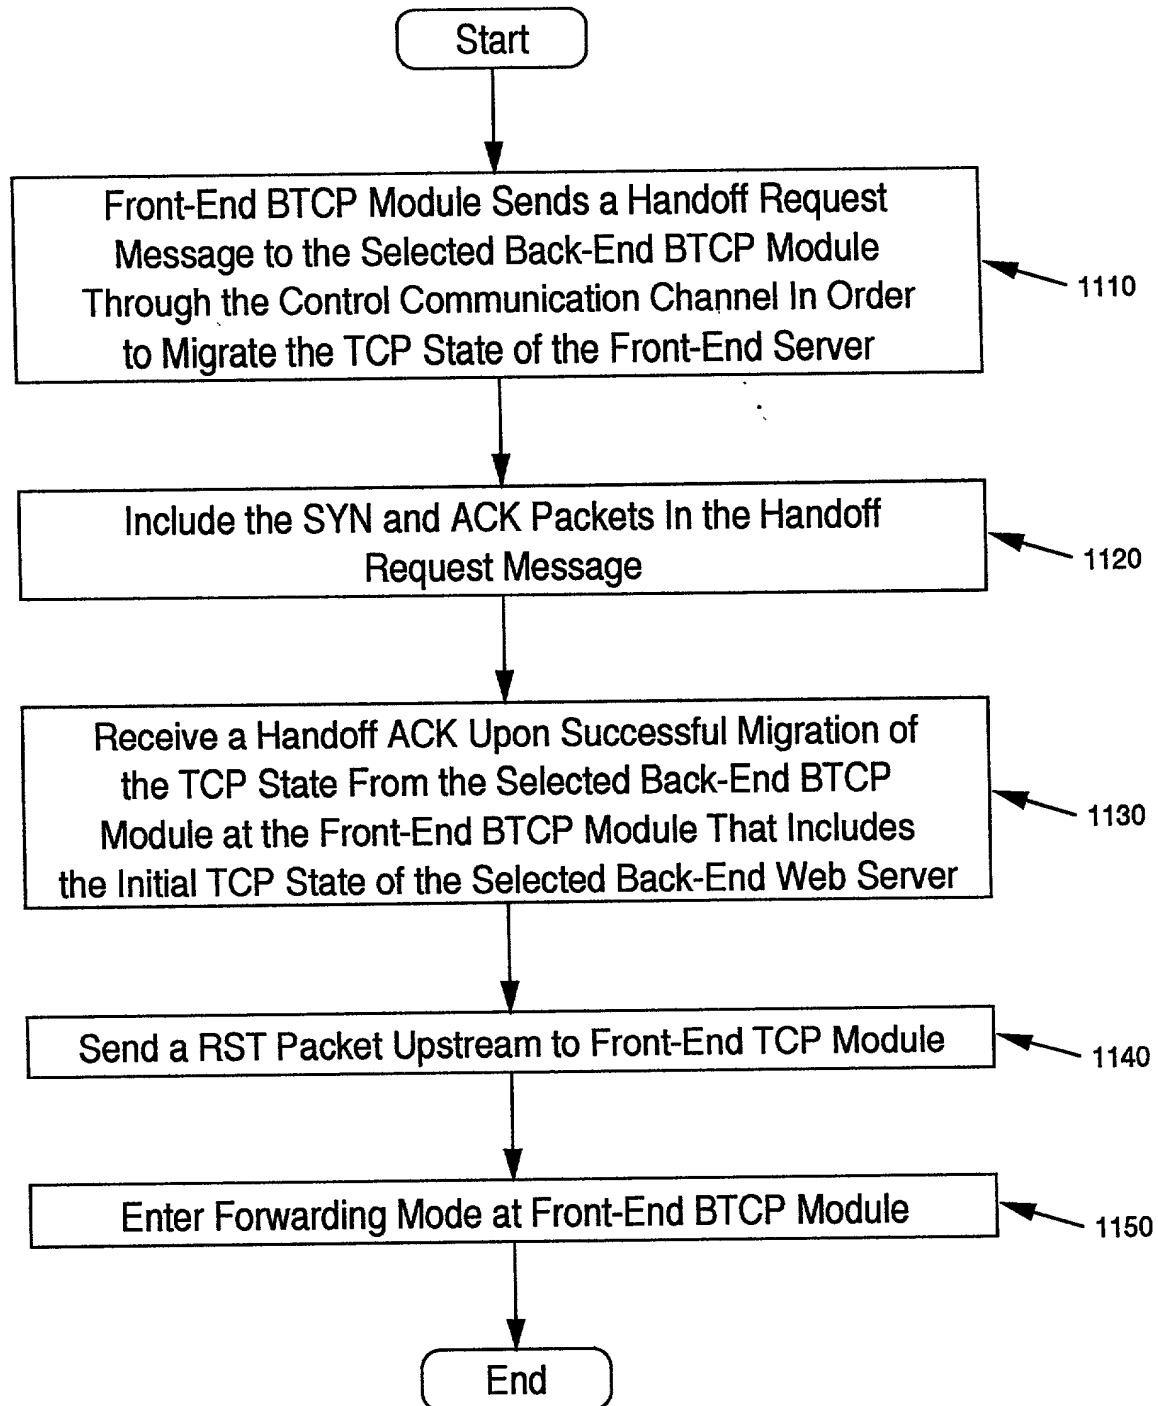 Start
Front-End BTCP Module Sends a Handoff Request
Message to the Selected Back-End BTCP Module
Through the Control Communication Channel In Order
to Migrate the TCP State of the Front-End Server
1110
Include the SYN and ACK Packets In the Handoff
Request Message
1120
Receive a Handoff ACK Upon Successful Migration of
the TCP State From the Selected Back-End BTCP
Module at the Front-End BTCP Module That Includes
the Initial TCP State of the Selected Back-End Web Server
1130
Send a RST Packet Upstream to Front-End TCP Module
1140
Enter Forwarding Mode at Front-End BTCP Module
1150
End